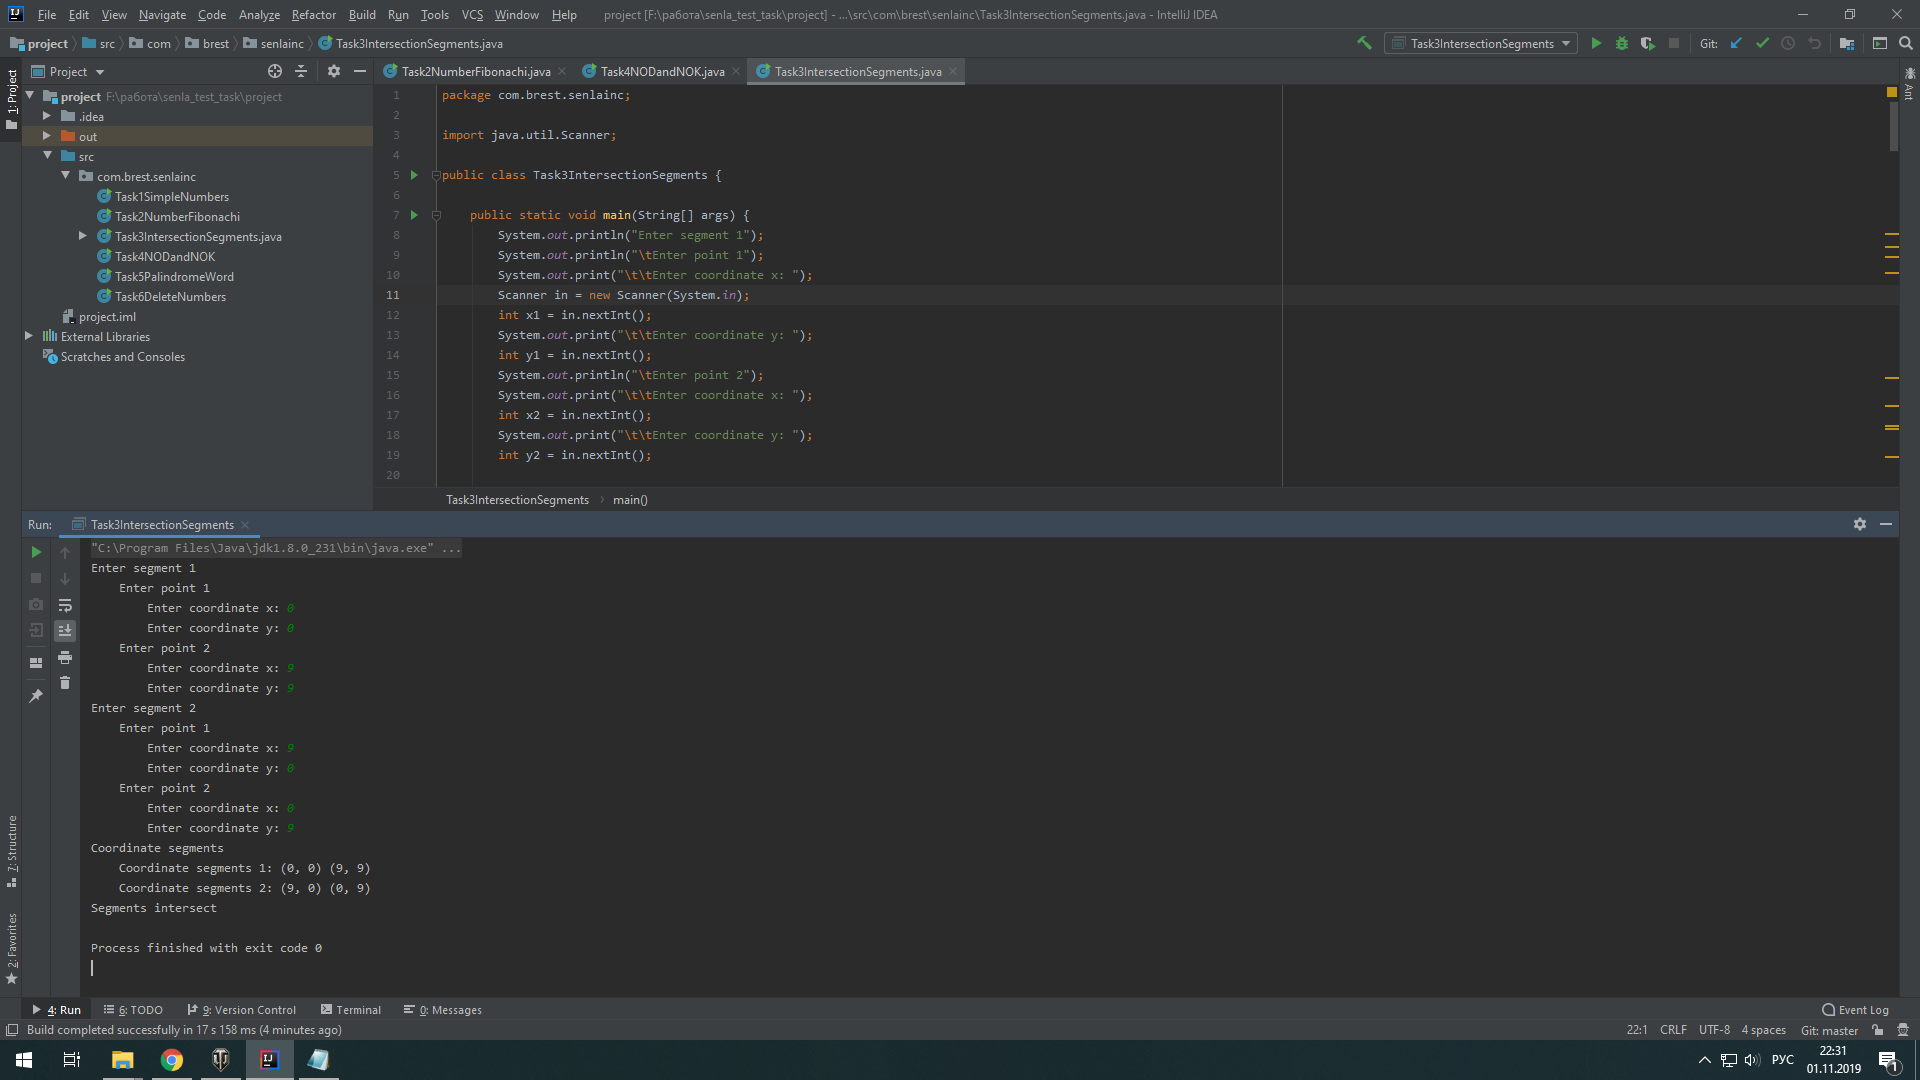 File Edit View Navigate Code Analyze Refactor Build Run Tools VCS Window Help project [F:\работа\senla_test_task\project] - ...\src\com\brest\senlainc\Task3IntersectionSegments.java - IntelliJ IDEA
project src com brest senlainc Task3IntersectionSegments.java Task3IntersectionSegments Git:
1: Project
Project
project F:\работа\senla_test_task\project
.idea
out
src
com.brest.senlainc
Task1SimpleNumbers
Task2NumberFibonachi
Task3IntersectionSegments.java
Task4NODandNOK
Task5PalindromeWord
Task6DeleteNumbers
project.iml
External Libraries
Scratches and Consoles
Task2NumberFibonachi.java Task4NODandNOK.java Task3IntersectionSegments.java
Ant
1 package com.brest.senlainc;
2
3 import java.util.Scanner;
4
5 public class Task3IntersectionSegments {
6
7 public static void main(String[] args) {
8 System.out.println("Enter segment 1");
9 System.out.println("\tEnter point 1");
10 System.out.print("\t\tEnter coordinate x: ");
11 Scanner in = new Scanner(System.in);
12 int x1 = in.nextInt();
13 System.out.print("\t\tEnter coordinate y: ");
14 int y1 = in.nextInt();
15 System.out.println("\tEnter point 2");
16 System.out.print("\t\tEnter coordinate x: ");
17 int x2 = in.nextInt();
18 System.out.print("\t\tEnter coordinate y: ");
19 int y2 = in.nextInt();
20
Task3IntersectionSegments main()
Run: Task3IntersectionSegments
"C:\Program Files\Java\jdk1.8.0_231\bin\java.exe" ...
Enter segment 1
Enter point 1
Enter coordinate x: 0
Enter coordinate y: 0
Enter point 2
Enter coordinate x: 9
Enter coordinate y: 9
Enter segment 2
Enter point 1
Enter coordinate x: 9
Enter coordinate y: 0
Enter point 2
Enter coordinate x: 0
Enter coordinate y: 9
Coordinate segments
Coordinate segments 1: (0, 0) (9, 9)
Coordinate segments 2: (9, 0) (0, 9)
Segments intersect
Process finished with exit code 0
7: Structure
2: Favorites
4: Run 6: TODO 9: Version Control Terminal 0: Messages Event Log
Build completed successfully in 17 s 158 ms (4 minutes ago) 22:1 CRLF UTF-8 4 spaces Git: master
РУС 22:31
01.11.2019 1